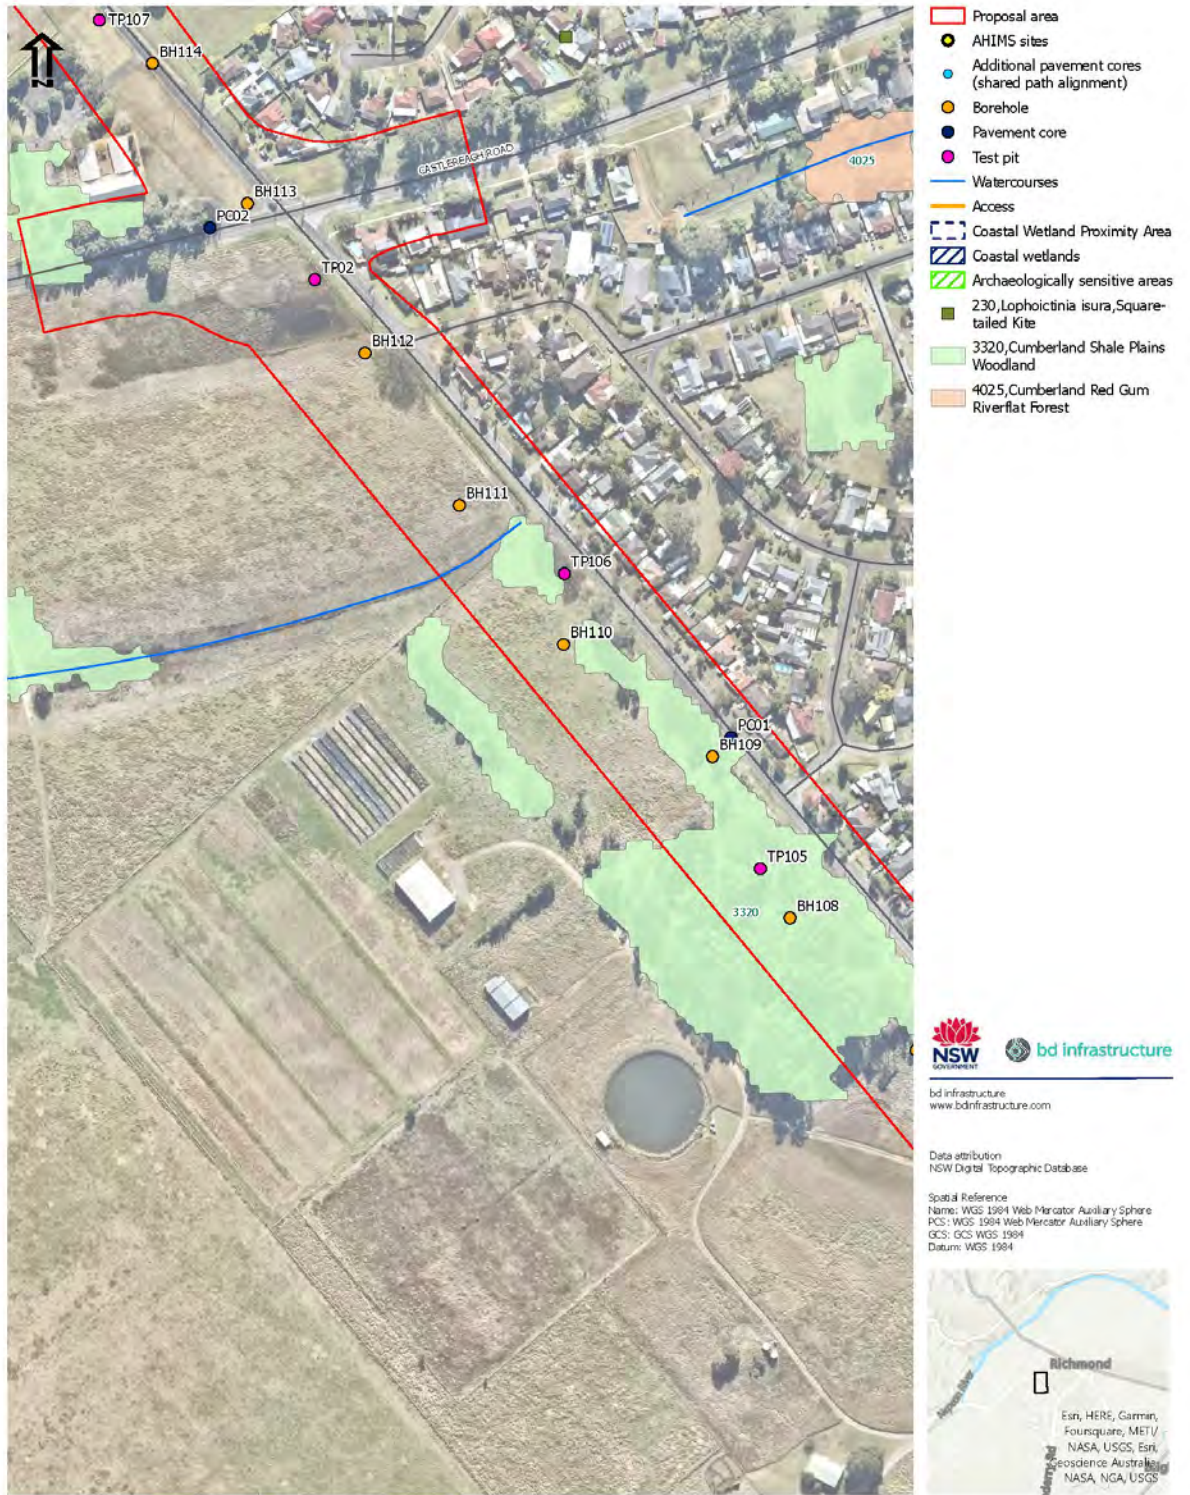 TP107
BH114
CASTLEREAGH ROAD
4025
BH113
PC02
TP02
BH112
BH111
TP106
BH110
PC01
BH109
TP105
3320
BH108
N
Proposal area
AHIMS sites
Additional pavement cores
(shared path alignment)
Borehole
Pavement core
Test pit
Watercourses
Access
Coastal Wetland Proximity Area
Coastal wetlands
Archaeologically sensitive areas
230,Lophoictinia isura,Square-
tailed Kite
3320,Cumberland Shale Plains
Woodland
4025,Cumberland Red Gum
Riverflat Forest
NSW
GOVERNMENT
bd infrastructure
bd infrastructure
www.bdinfrastructure.com
Data attribution
NSW Digital Topographic Database
Spatial Reference
Name: WGS 1984 Web Mercator Auxiliary Sphere
PCS: WGS 1984 Web Mercator Auxiliary Sphere
GCS: GCS WGS 1984
Datum: WGS 1984
Richmond
Nepean River
Esri, HERE, Garmin,
Foursquare, METI/
NASA, USGS, Esri,
Geoscience Australia,
NASA, NGA, USGS